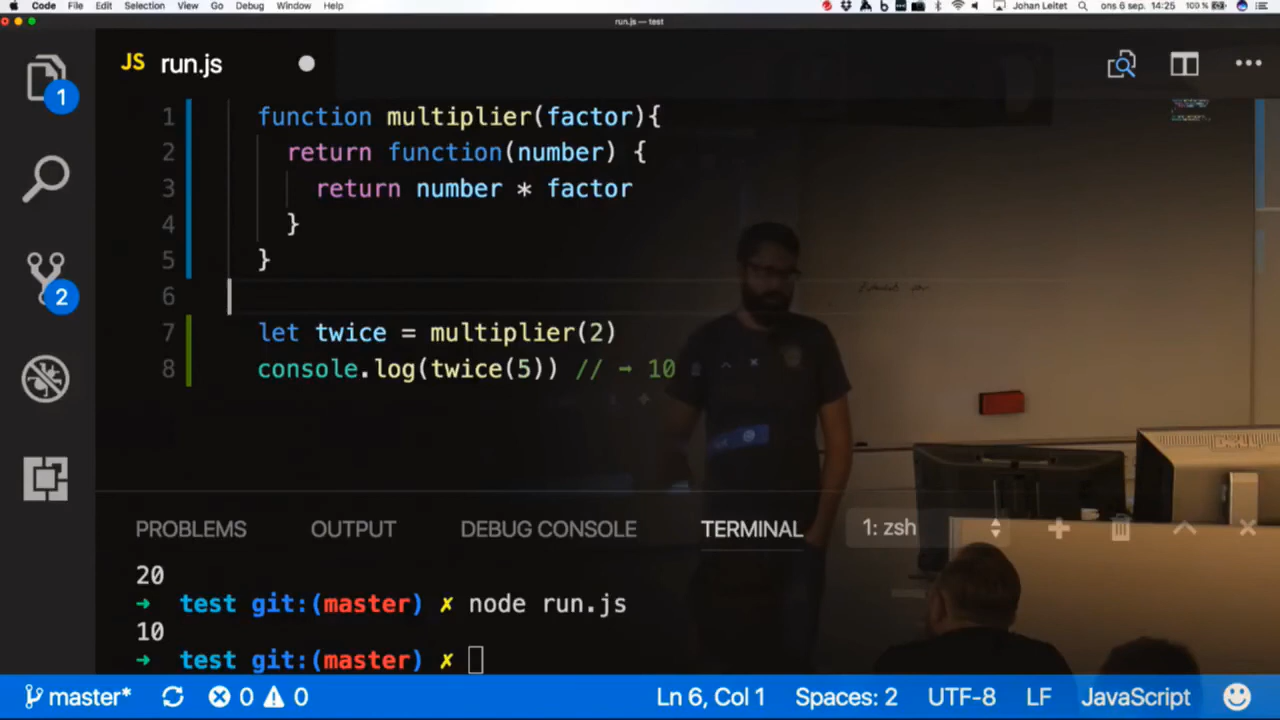 Code File Edit Selection View Go Debug Window Help Johan Leitet ons 6 sep. 14:25 100 %
run.js — test
JS run.js
1 function multiplier(factor){
2 return function(number) {
3 return number * factor
4 }
5 }
6
7 let twice = multiplier(2)
8 console.log(twice(5)) // → 10
1
2
PROBLEMS OUTPUT DEBUG CONSOLE TERMINAL 1: zsh
20
➜ test git:(master) ✗ node run.js
10
➜ test git:(master) ✗
master* 0 0 Ln 6, Col 1 Spaces: 2 UTF-8 LF JavaScript